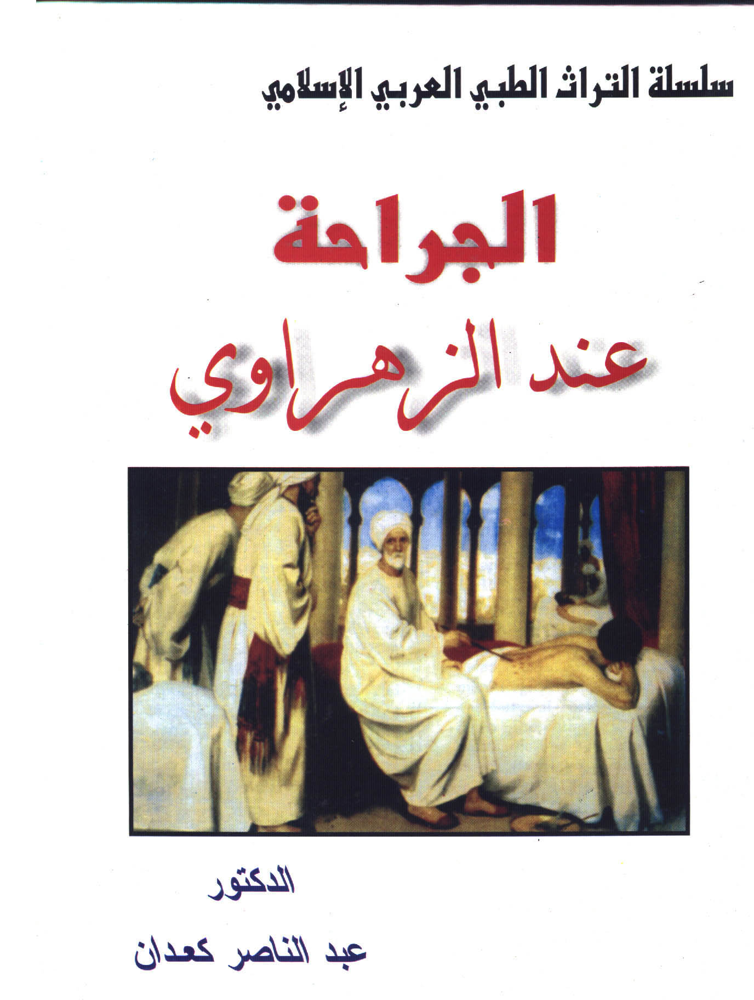 سلسلة التراث الطبي العربي الإسلامي
الجراحة
عند الزهراوي
الدكتور
عبد الناصر كعدان